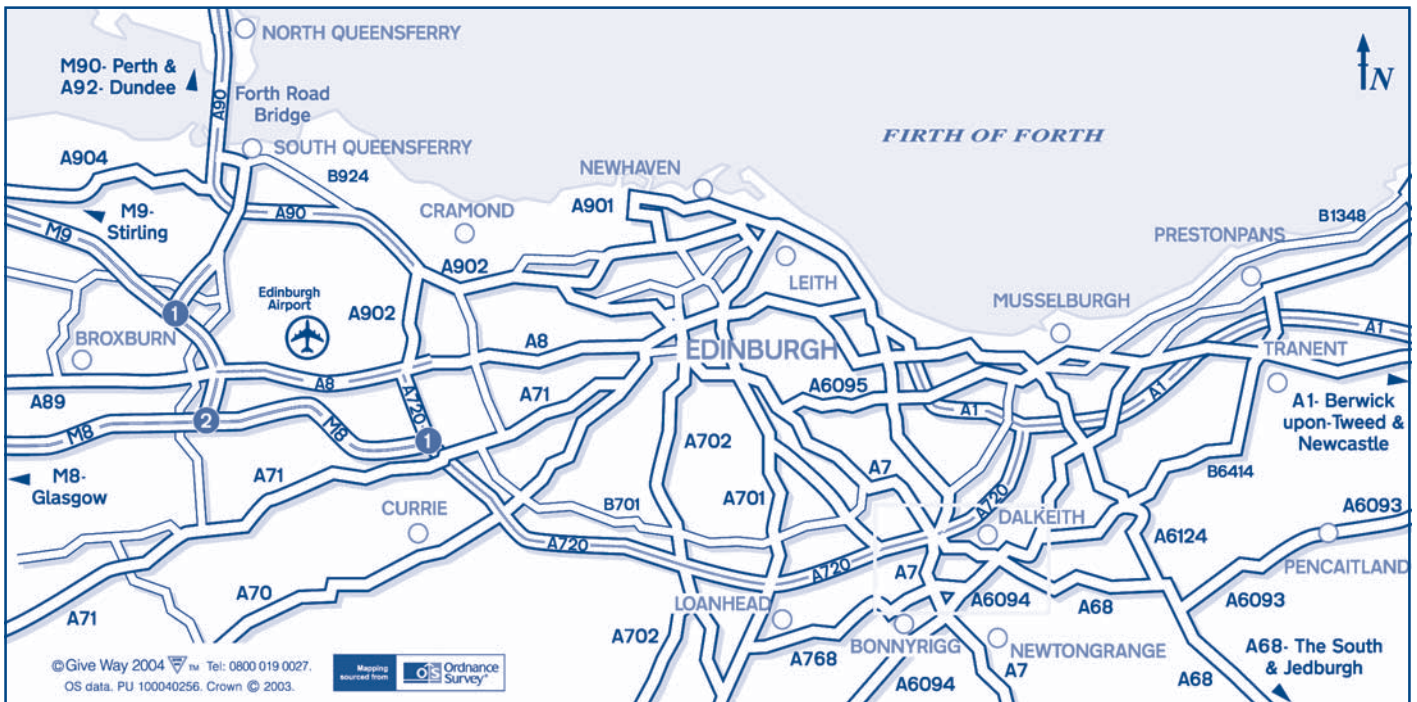 NORTH QUEENSFERRY
M90- Perth &
A92- Dundee
A90
Forth Road
Bridge
N
FIRTH OF FORTH
SOUTH QUEENSFERRY
A904
B924
NEWHAVEN
A901
CRAMOND
A90
M9-
Stirling
M9
B1348
PRESTONPANS
A902
LEITH
MUSSELBURGH
Edinburgh
Airport
A902
1
BROXBURN
A8
EDINBURGH
A1
TRANENT
A8
A720
A71
A6095
A1
A1
A89
M8
2
M8
1
A1- Berwick
upon-Tweed &
Newcastle
M8-
Glasgow
A71
A702
A7
B6414
CURRIE
B701
A701
A720
DALKEITH
A6093
A720
A720
A6124
PENCAITLAND
A70
A7
A6094
A68
A6093
A71
LOANHEAD
A702
A768
BONNYRIGG
NEWTONGRANGE
A68- The South
& Jedburgh
A6094
A7
A68
©Give Way 2004 TM Tel: 0800 019 0027.
OS data. PU 100040256. Crown © 2003.
Mapping
sourced from
OS Ordnance
Survey®